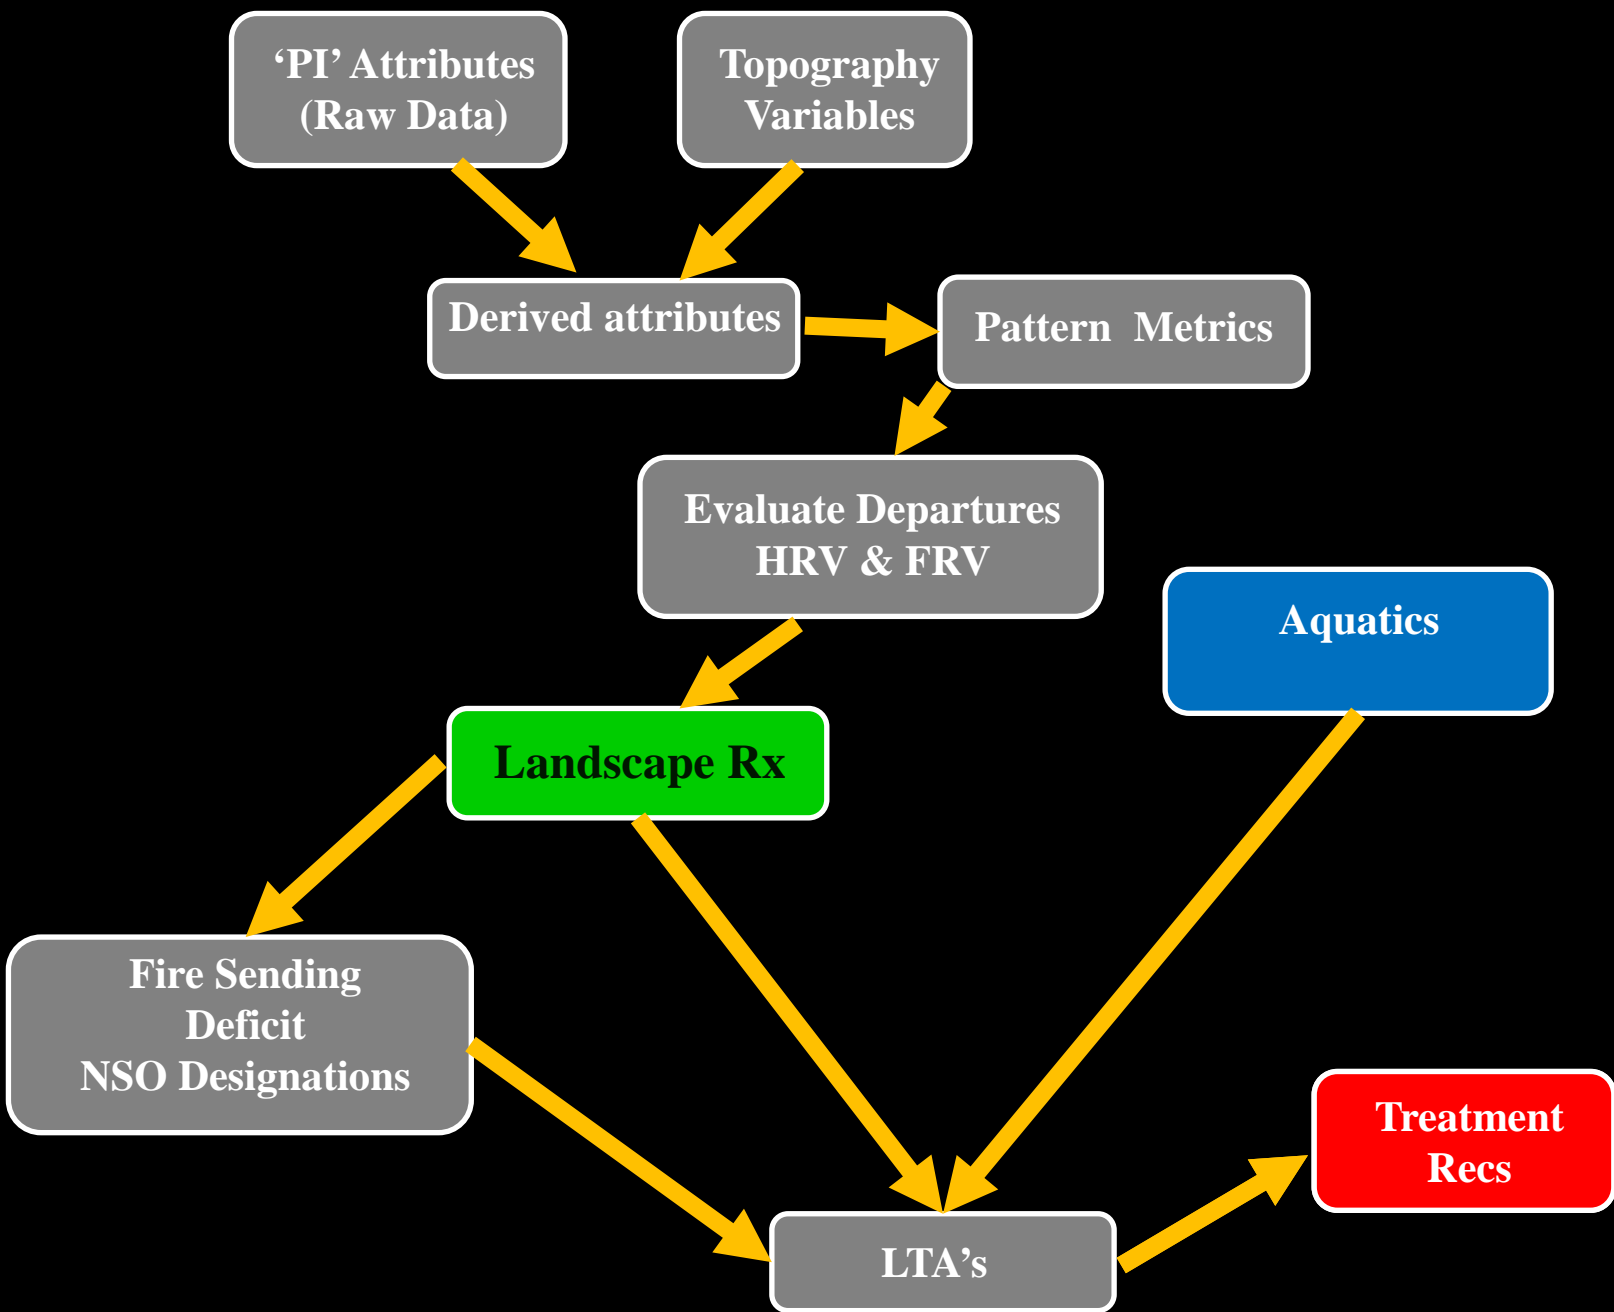 ‘PI’ Attributes
(Raw Data)
Topography
Variables
Derived attributes
Pattern  Metrics
Evaluate Departures
HRV & FRV
Aquatics
Landscape Rx
Fire Sending
Deficit
NSO Designations
Treatment
Recs
LTA’s